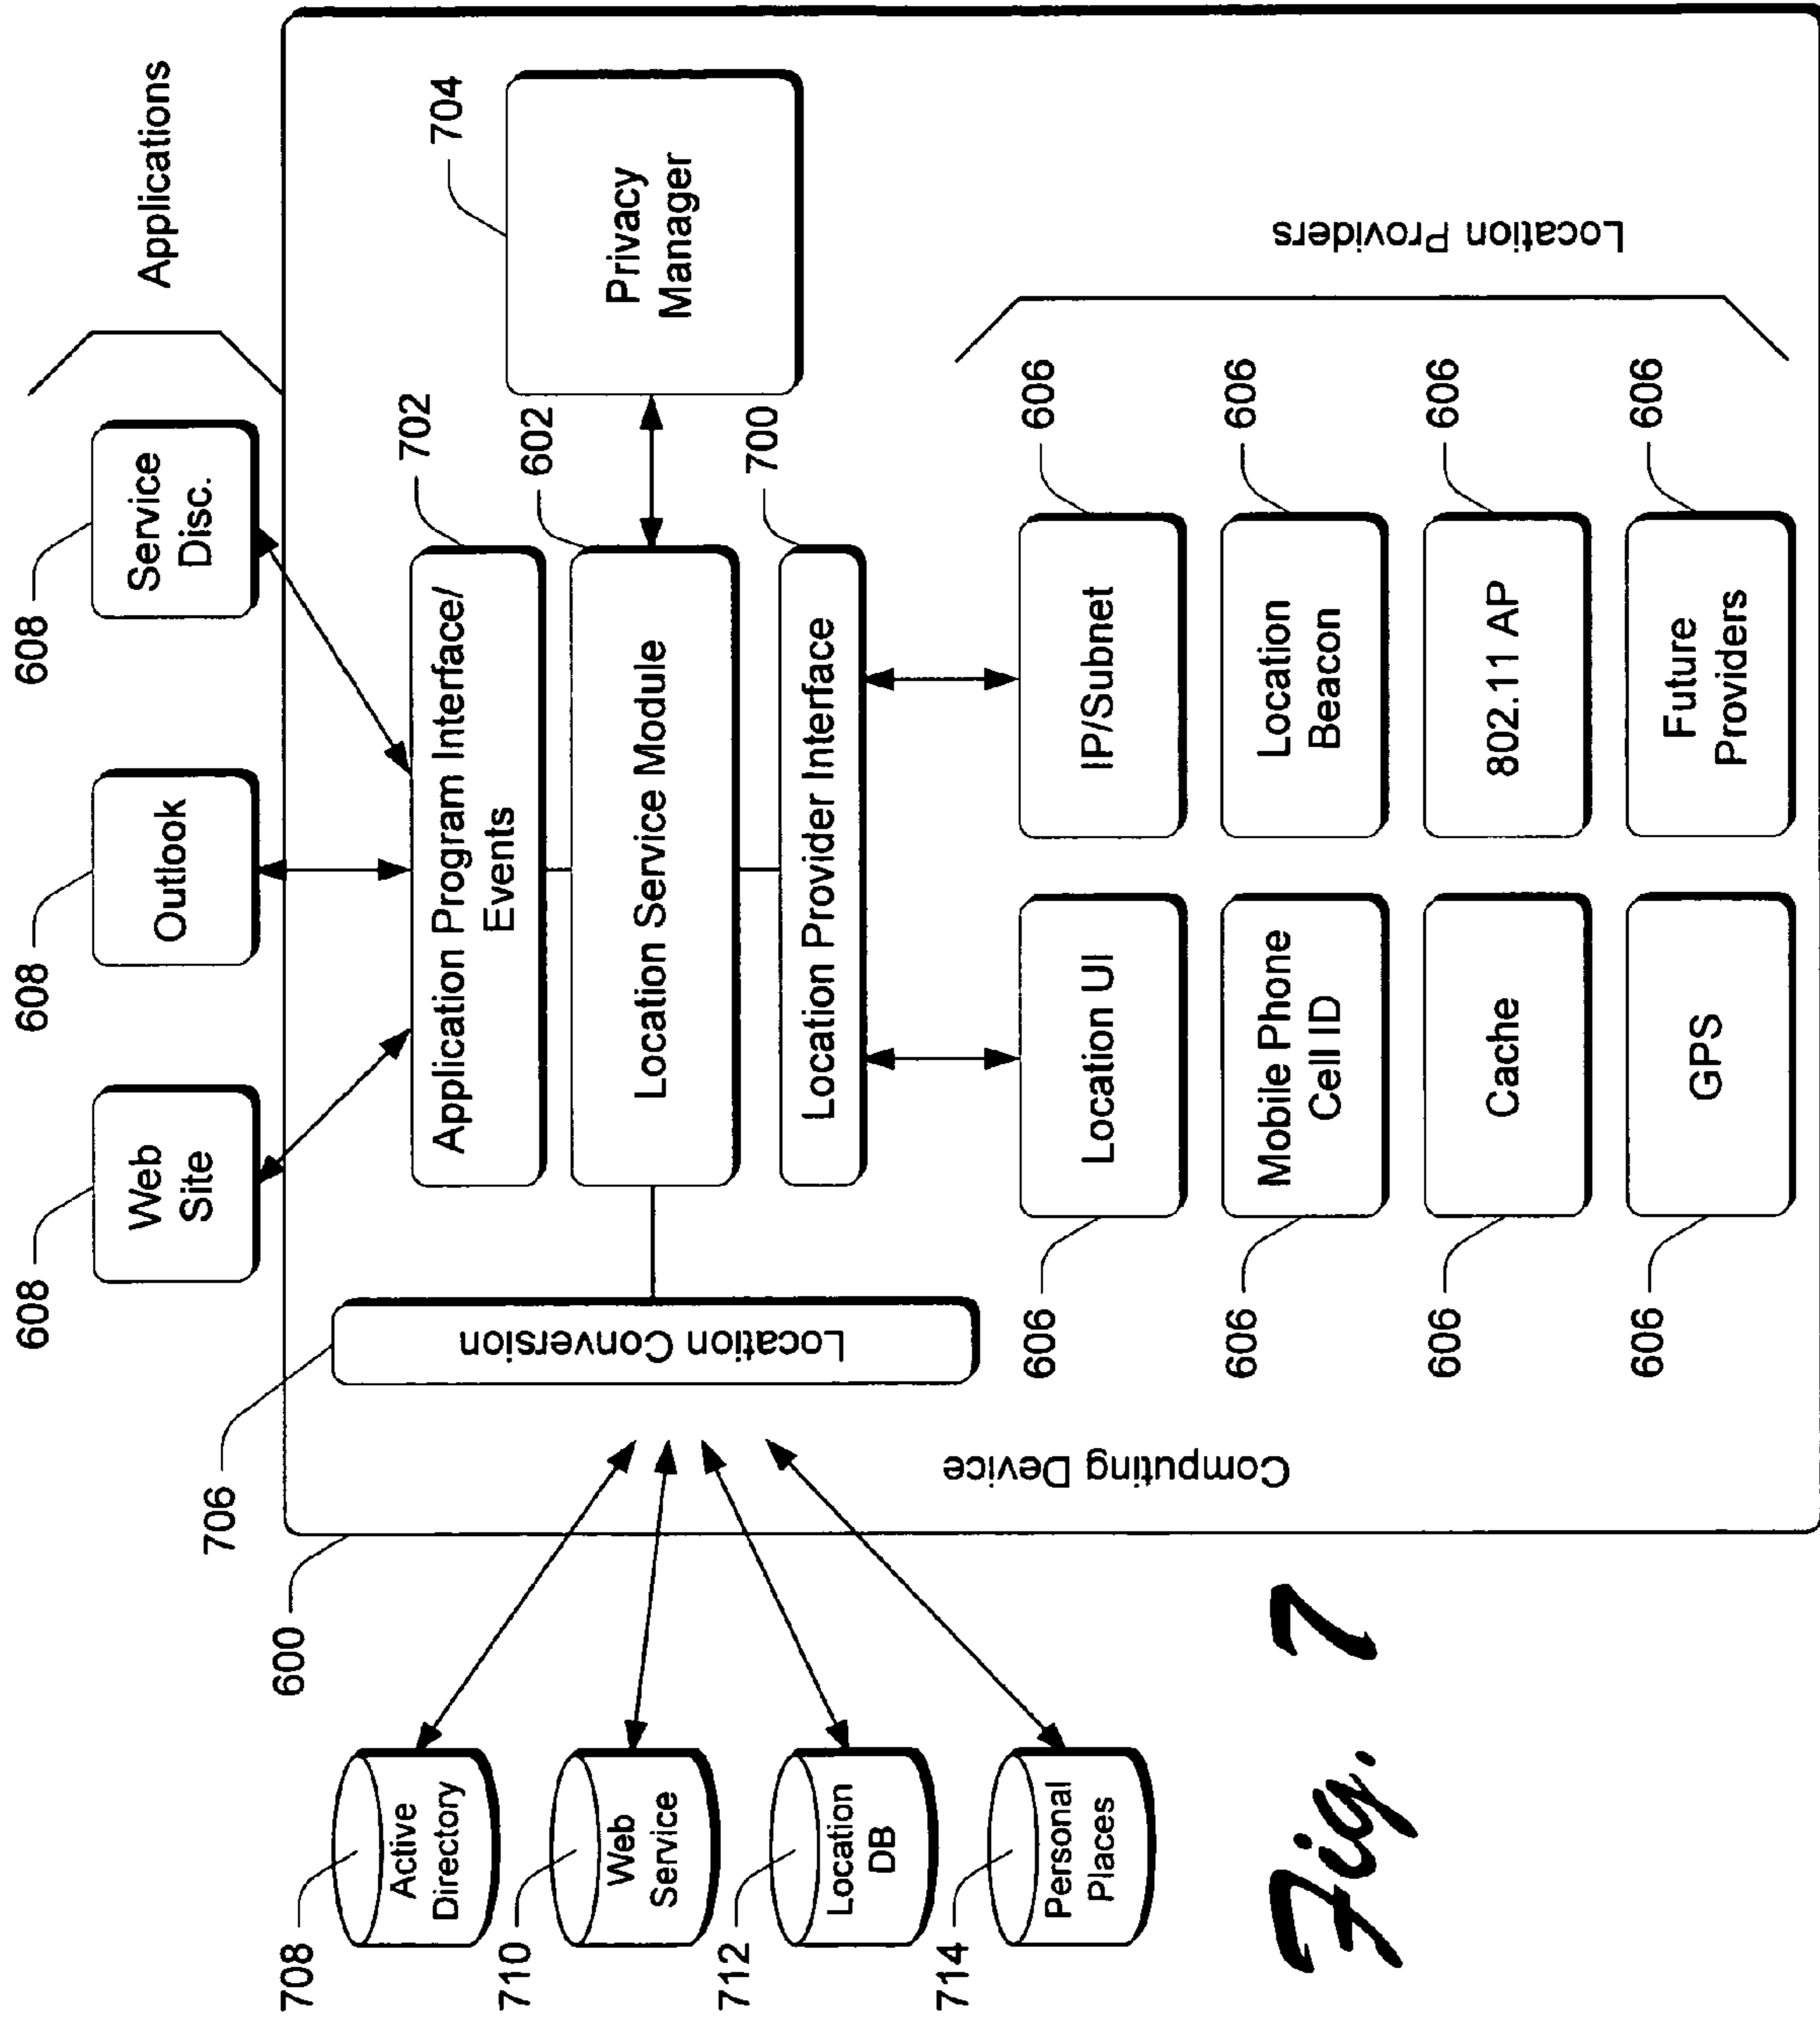 Applications
608
608
608
Web
Site
Outlook
Service
Disc.
706
600
702
602
700
704
Application Program Interface/
Events
Location Service Module
Location Provider Interface
Privacy
Manager
Location Conversion
Computing Device
708
Active
Directory
710
Web
Service
712
Location
DB
714
Personal
Places
606
Location UI
IP/Subnet
606
606
Mobile Phone
Cell ID
Location
Beacon
606
606
Cache
802.11 AP
606
606
GPS
Future
Providers
606
Location Providers
Fig. 7